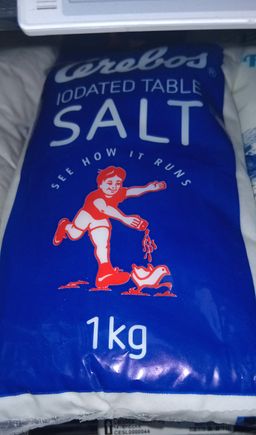 Cerebos®
IODATED TABLE
SALT
SEE HOW IT RUNS
1kg